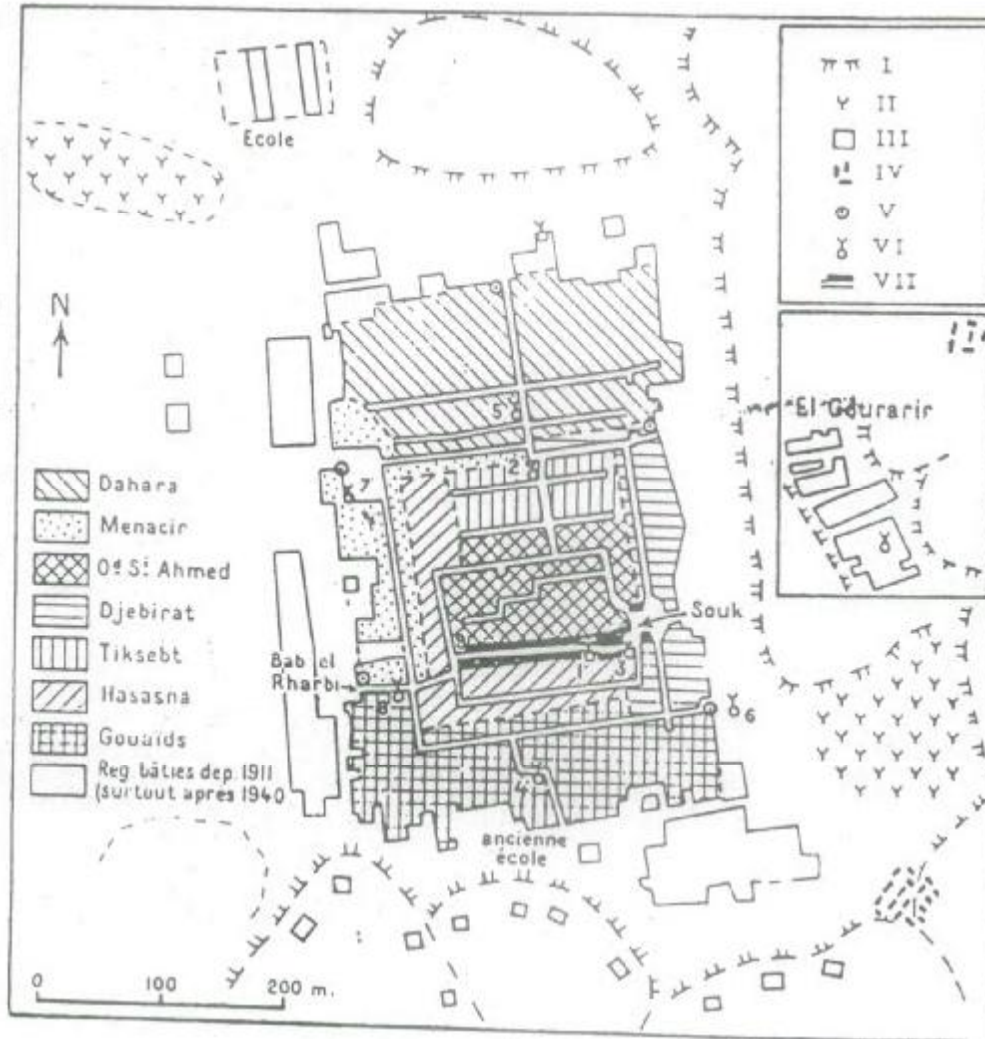 Ecole
I
II
III
IV
V
VI
VII
N
El Gourarir
5
2
7
Dahara
Menacir
Od St Ahmed
Djebirat
Tiksebt
Hasasna
Gouaïds
Reg bâties dep 1911
(surtout après 1940
Souk
Bab el
Rharbi
1
3
8
6
4
ancienne
école
0 100 200 m.